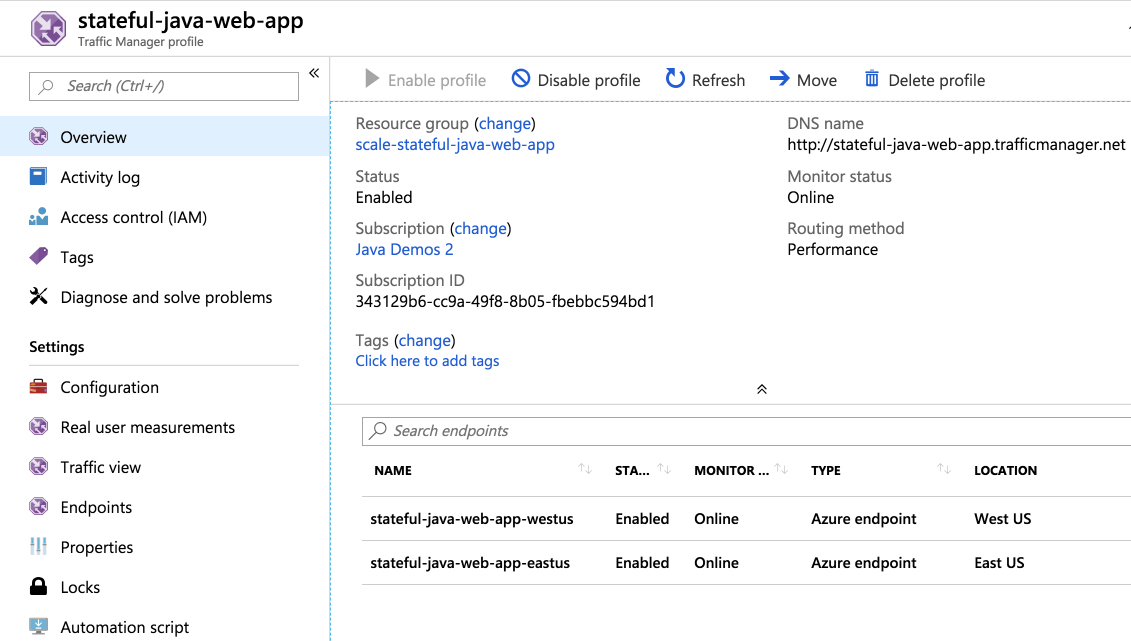 stateful-java-web-app
Traffic Manager profile
Search (Ctrl+/)
Overview
Activity log
Access control (IAM)
Tags
Diagnose and solve problems
Settings
Configuration
Real user measurements
Traffic view
Endpoints
Properties
Locks
Automation script
Enable profile Disable profile Refresh Move Delete profile
Resource group (change)
scale-stateful-java-web-app
Status
Enabled
Subscription (change)
Java Demos 2
Subscription ID
343129b6-cc9a-49f8-8b05-fbebbc594bd1
Tags (change)
Click here to add tags
DNS name
http://stateful-java-web-app.trafficmanager.net
Monitor status
Online
Routing method
Performance
Search endpoints
NAME STA... MONITOR ... TYPE LOCATION
stateful-java-web-app-westus Enabled Online Azure endpoint West US
stateful-java-web-app-eastus Enabled Online Azure endpoint East US